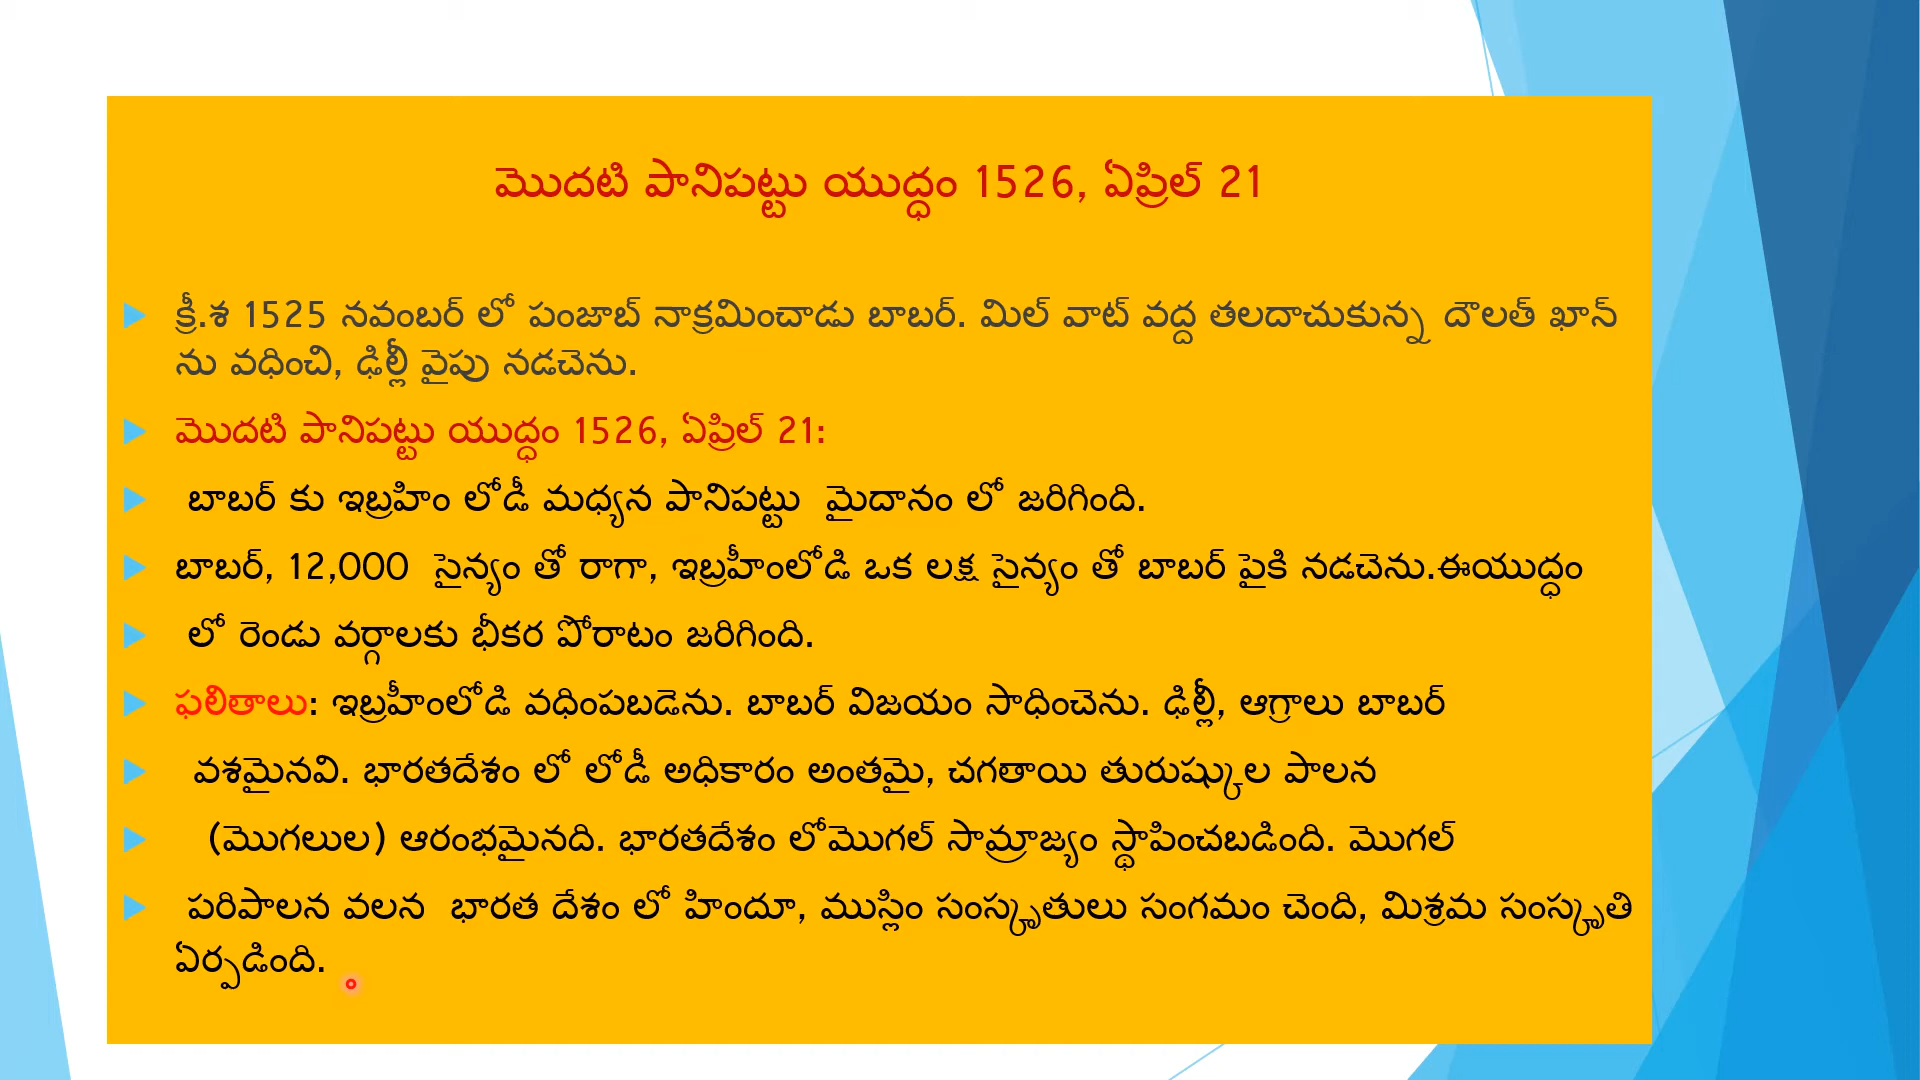 మొదటి పానిపట్టు యుద్ధం 1526, ఏప్రిల్ 21
క్రీ.శ 1525 నవంబర్ లో పంజాబ్ నాక్రమించాడు బాబర్. మిల్ వాట్ వద్ద తలదాచుకున్న దౌలత్ ఖాన్
ను వధించి, ఢిల్లీ వైపు నడచెను.
మొదటి పానిపట్టు యుద్ధం 1526, ఏప్రిల్ 21:
బాబర్ కు ఇబ్రహిం లోడీ మధ్యన పానిపట్టు మైదానం లో జరిగింది.
బాబర్, 12,000 సైన్యం తో రాగా, ఇబ్రహీంలోడి ఒక లక్ష సైన్యం తో బాబర్ పైకి నడచెను.ఈయుద్ధం
లో రెండు వర్గాలకు భీకర పోరాటం జరిగింది.
ఫలితాలు: ఇబ్రహీంలోడి వధింపబడెను. బాబర్ విజయం సాధించెను. ఢిల్లీ, ఆగ్రాలు బాబర్
వశమైనవి. భారతదేశం లో లోడీ అధికారం అంతమై, చగతాయి తురుష్కుల పాలన
(మొగలుల) ఆరంభమైనది. భారతదేశం లోమొగల్ సామ్రాజ్యం స్థాపించబడింది. మొగల్
పరిపాలన వలన భారత దేశం లో హిందూ, ముస్లిం సంస్కృతులు సంగమం చెంది, మిశ్రమ సంస్కృతి
ఏర్పడింది.